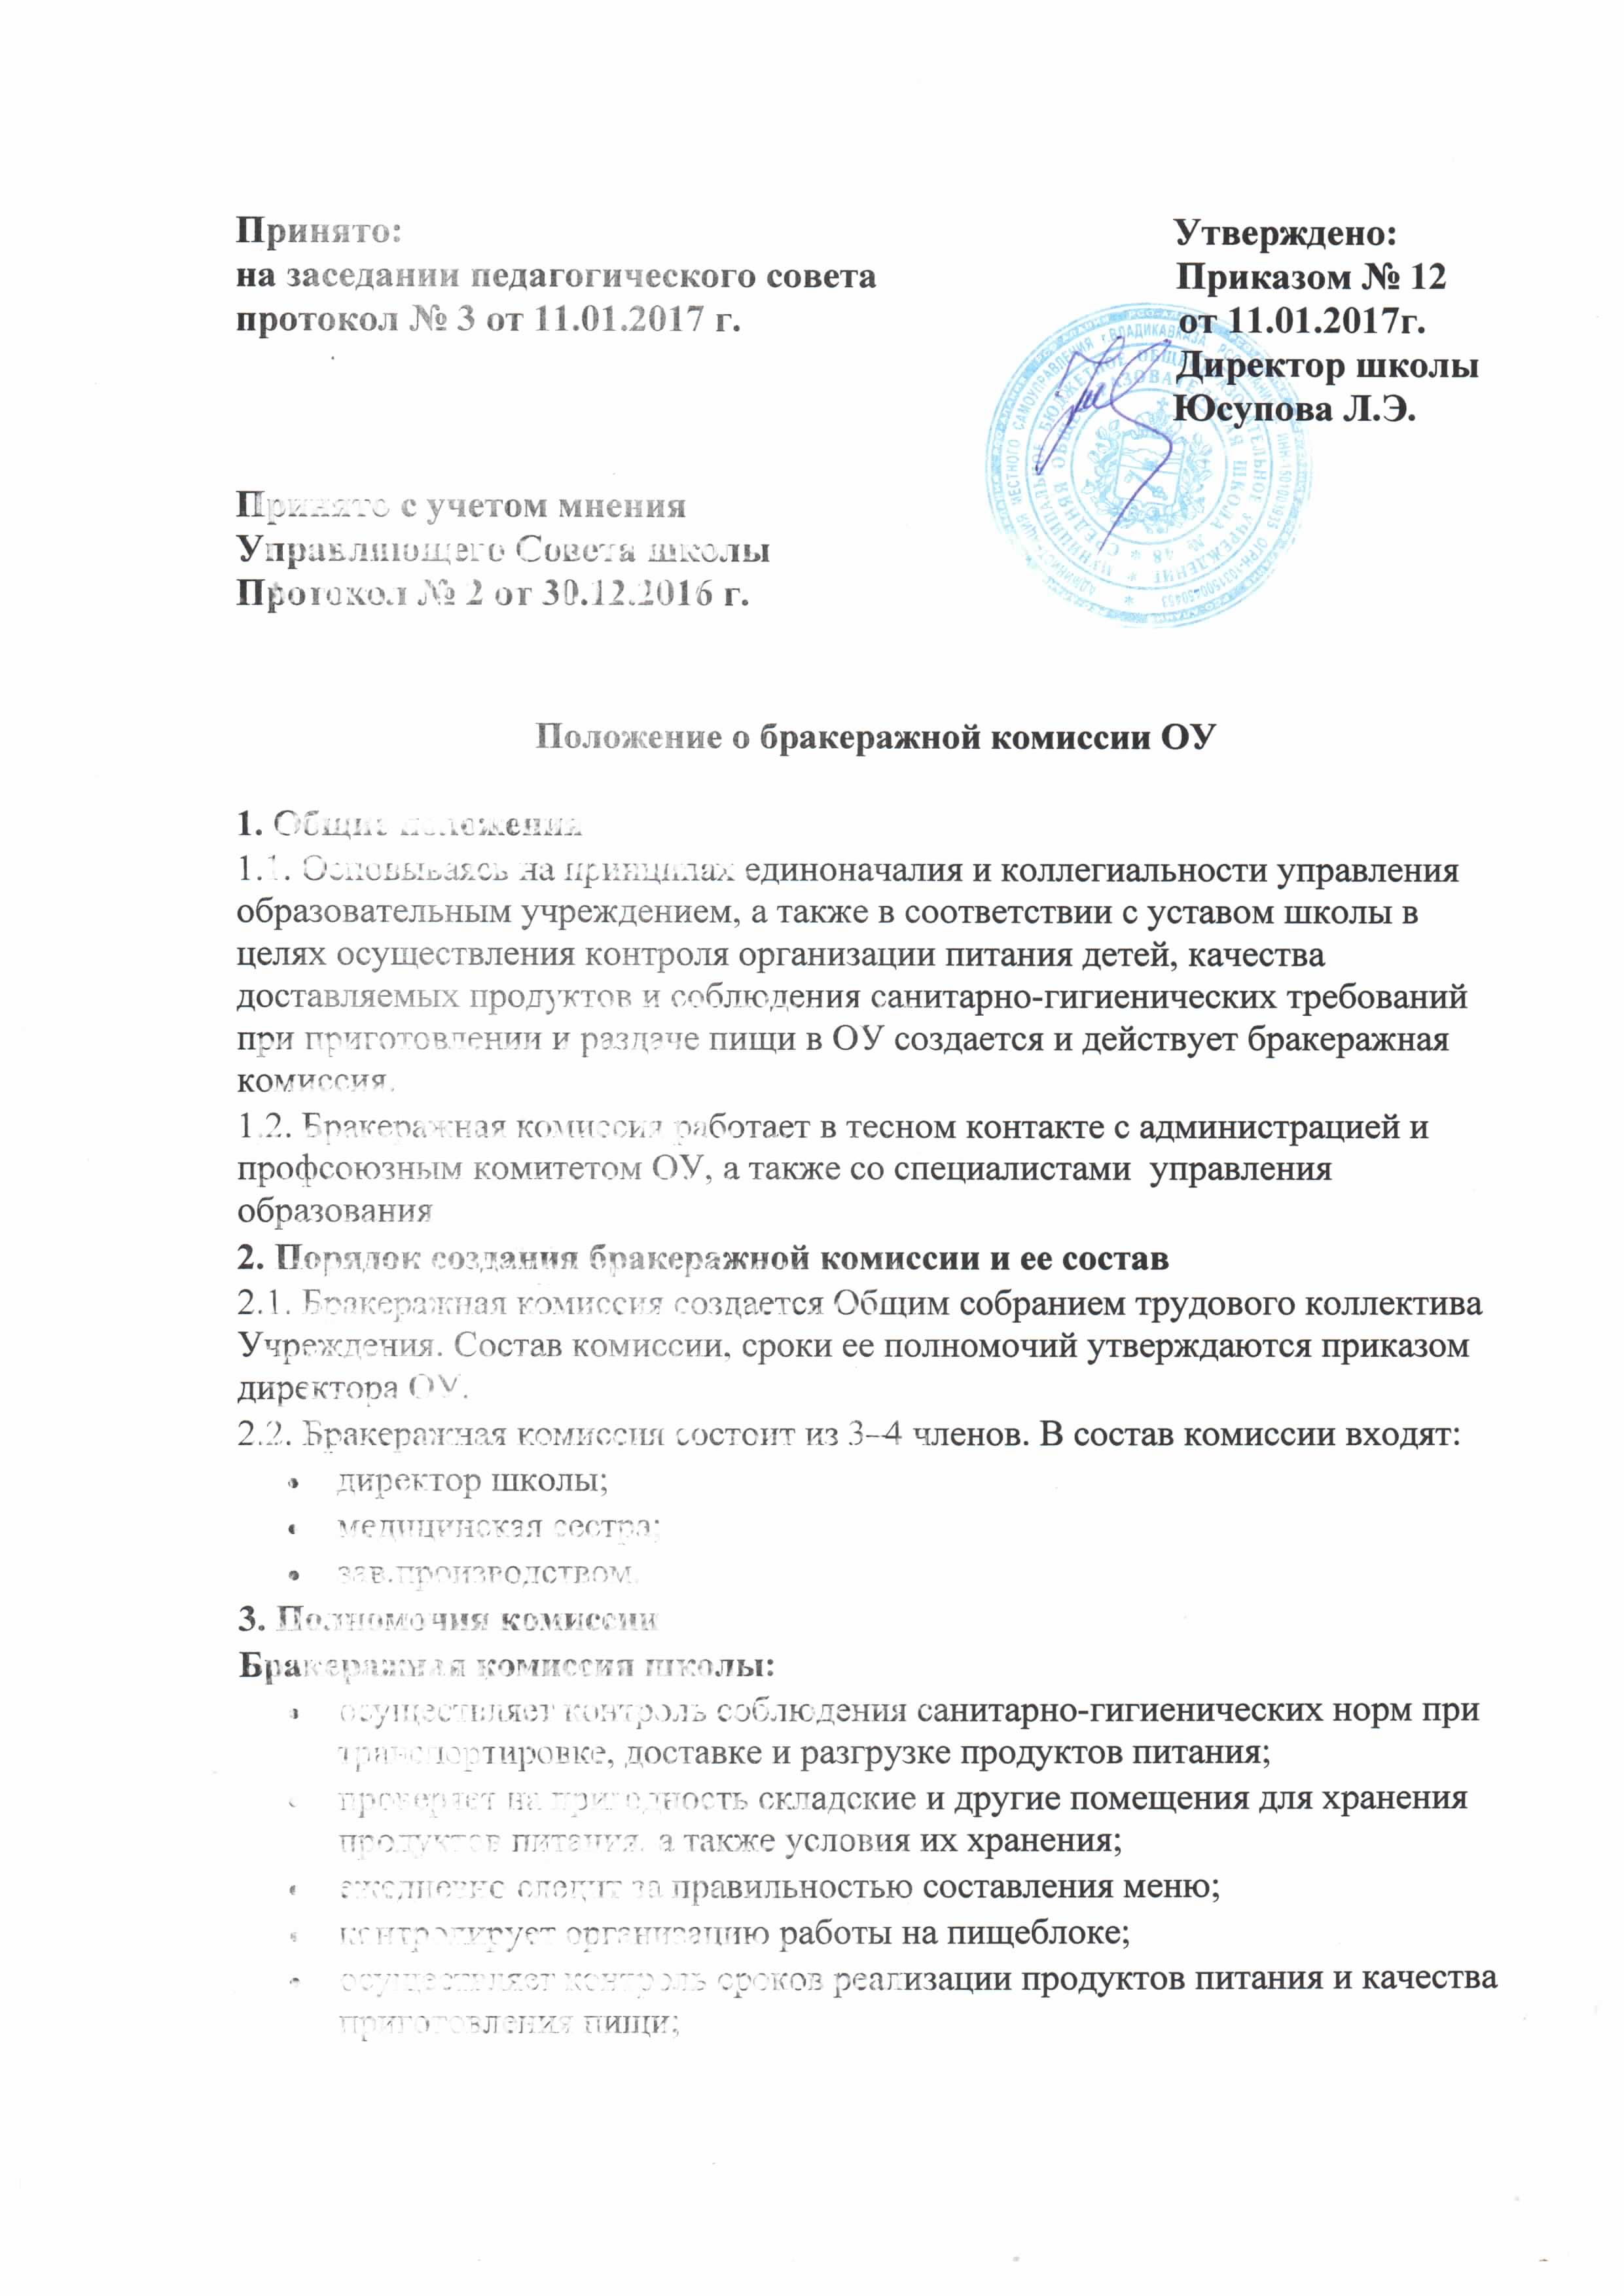 Принято:
на заседании педагогического совета
протокол № 3 от 11.01.2017 г.
Утверждено:
Приказом № 12
от 11.01.2017г.
Директор школы
Юсупова Л.Э.
Принято с учетом мнения
Управляющего Совета школы
Протокол № 2 от 30.12.2016 г.
Положение о бракеражной комиссии ОУ
1. Общие положения
1.1. Основываясь на принципах единоначалия и коллегиальности управления
образовательным учреждением, а также в соответствии с уставом школы в
целях осуществления контроля организации питания детей, качества
доставляемых продуктов и соблюдения санитарно-гигиенических требований
при приготовлении и раздаче пищи в ОУ создается и действует бракеражная
комиссия.
1.2. Бракеражная комиссия работает в тесном контакте с администрацией и
профсоюзным комитетом ОУ, а также со специалистами управления
образования
2. Порядок создания бракеражной комиссии и ее состав
2.1. Бракеражная комиссия создается Общим собранием трудового коллектива
Учреждения. Состав комиссии, сроки ее полномочий утверждаются приказом
директора ОУ.
2.2. Бракеражная комиссия состоит из 3–4 членов. В состав комиссии входят:
• директор школы;
• медицинская сестра;
• зав.производством.
3. Полномочия комиссии
Бракеражная комиссия школы:
• осуществляет контроль соблюдения санитарно-гигиенических норм при
транспортировке, доставке и разгрузке продуктов питания;
• проверяет на пригодность складские и другие помещения для хранения
продуктов питания, а также условия их хранения;
• ежедневно следит за правильностью составления меню;
• контролирует организацию работы на пищеблоке;
• осуществляет контроль сроков реализации продуктов питания и качества
приготовления пищи;
МУНИЦИПАЛЬНОЕ БЮДЖЕТНОЕ ОБЩЕОБРАЗОВАТЕЛЬНОЕ УЧРЕЖДЕНИЕ
СРЕДНЯЯ ОБЩЕОБРАЗОВАТЕЛЬНАЯ ШКОЛА № 48